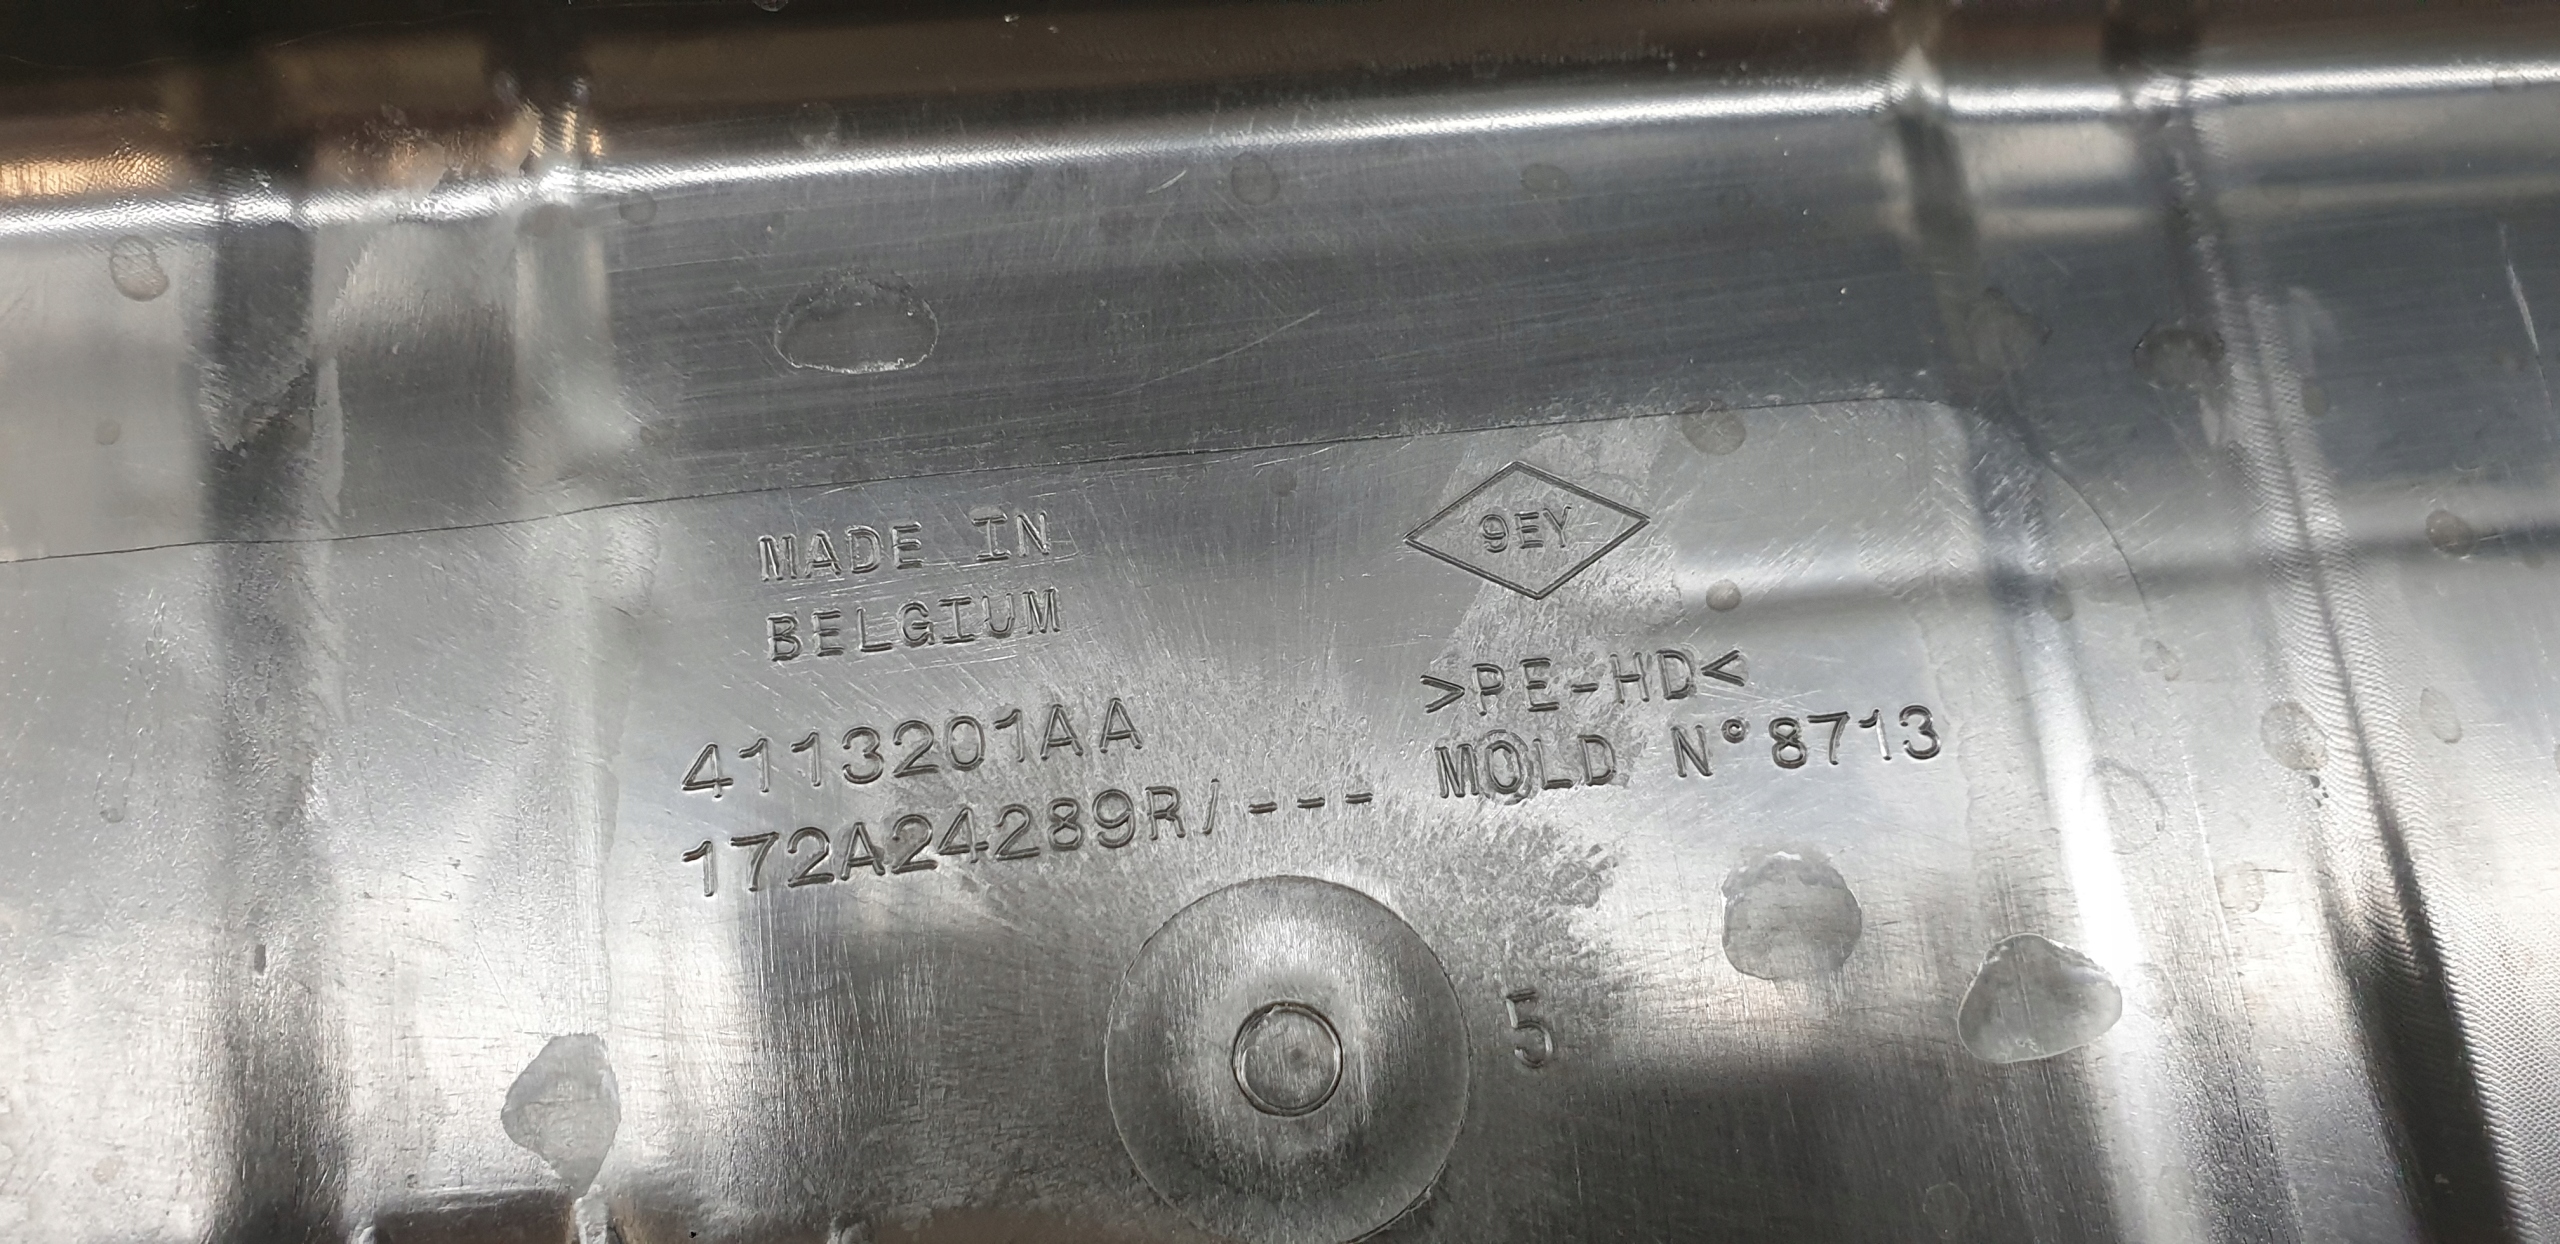 MADE IN
BELGIUM
4113201AA
172A24289R/---
9EY
>PE-HD<
MOLD N°8713
5